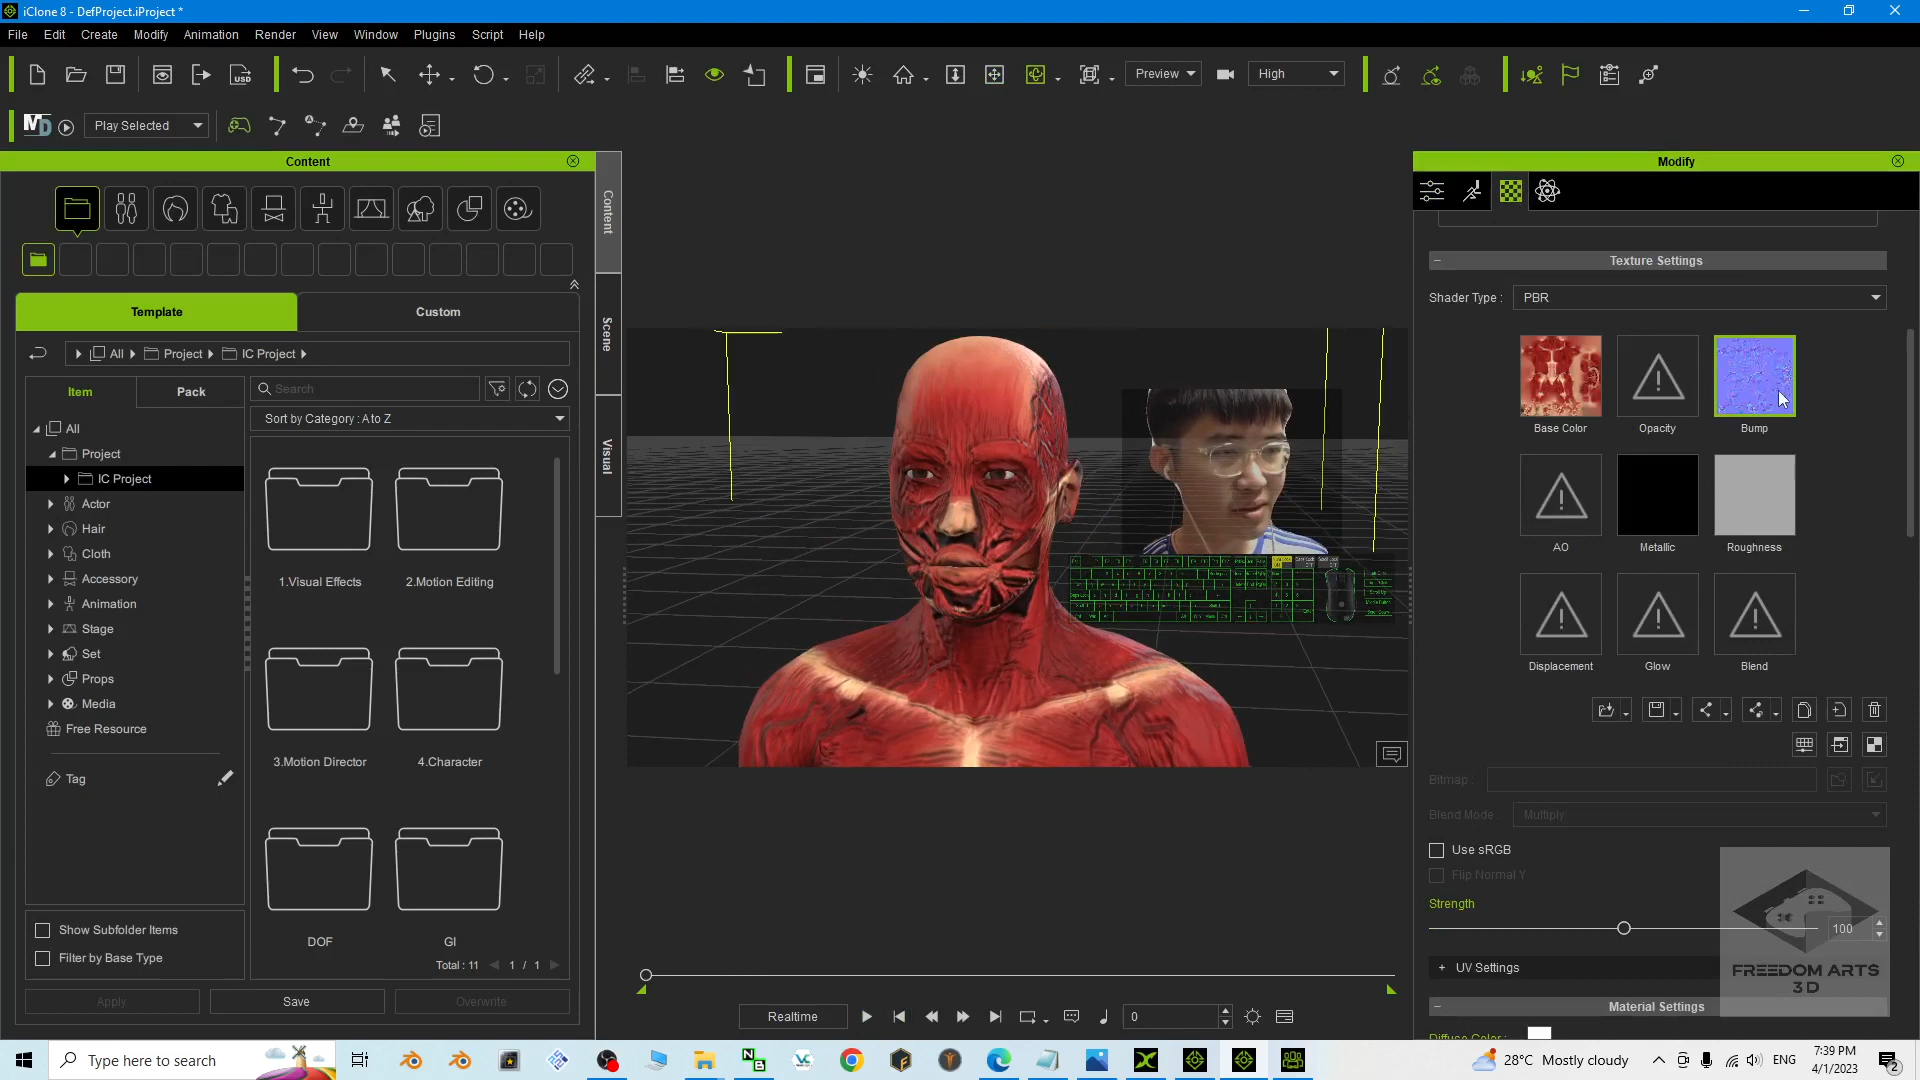 iClone 8 - DefProject.iProject *
File Edit Create Modify Animation Render View Window Plugins Script Help
Preview High
MD Play Selected
Content
Template Custom
All Project IC Project
Item Pack
Search
Sort by Category : A to Z
All
Project
IC Project
Actor
Hair
Cloth
Accessory
Animation
Stage
Set
Props
Media
Free Resource
Tag
1.Visual Effects 2.Motion Editing
3.Motion Director 4.Character
DOF GI
Total : 11 1 / 1
Show Subfolder Items
Filter by Base Type
Apply Save Overwrite
Content
Scene
Visual
Realtime 0
Modify
Texture Settings
Shader Type : PBR
Base Color Opacity Bump
AO Metallic Roughness
Displacement Glow Blend
Bitmap :
Blend Mode : Multiply
Use sRGB
Flip Normal Y
Strength
100
UV Settings
Material Settings
Diffuse Color :
FREEDOM ARTS
3D
Type here to search
28°C Mostly cloudy
ENG
7:39 PM
4/1/2023
2